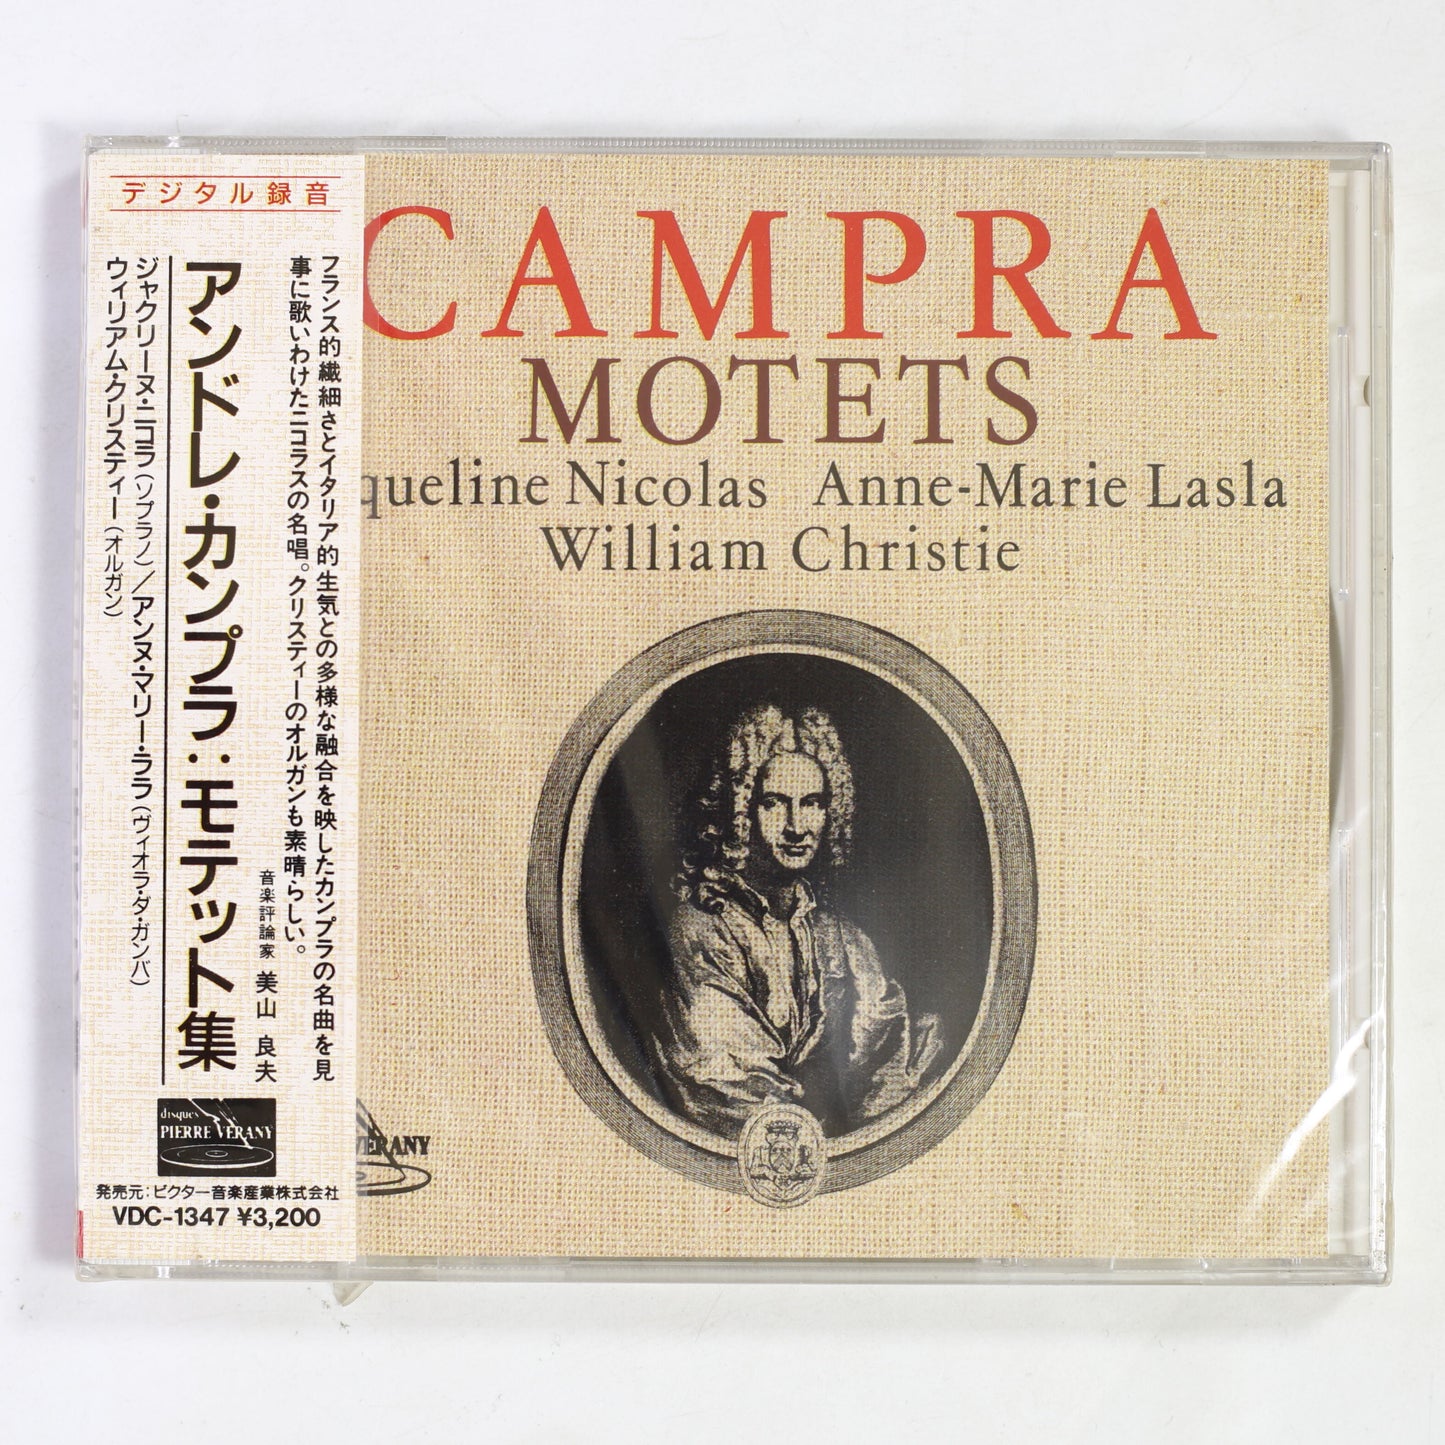 デジタル録音
フランス的繊細さとイタリア的生気との多様な融合を映したカンプラの名曲を見
事に歌いわけたニコラスの名唱。クリスティーのオルガンも素晴らしい。
音楽評論家 美山 良夫
アンドレ・カンプラ:モテット集
ジャクリーヌ・ニコラ(ソプラノ)/アンヌ・マリー・ララ(ヴィオラ・ダ・ガンバ)
ウィリアム・クリスティー(オルガン)
disques
PIERRE VERANY
発売元:ビクター音楽産業株式会社
VDC-1347 ¥3,200
CAMPRA
MOTETS
queline Nicolas Anne-Marie Lasla
William Christie
VERANY